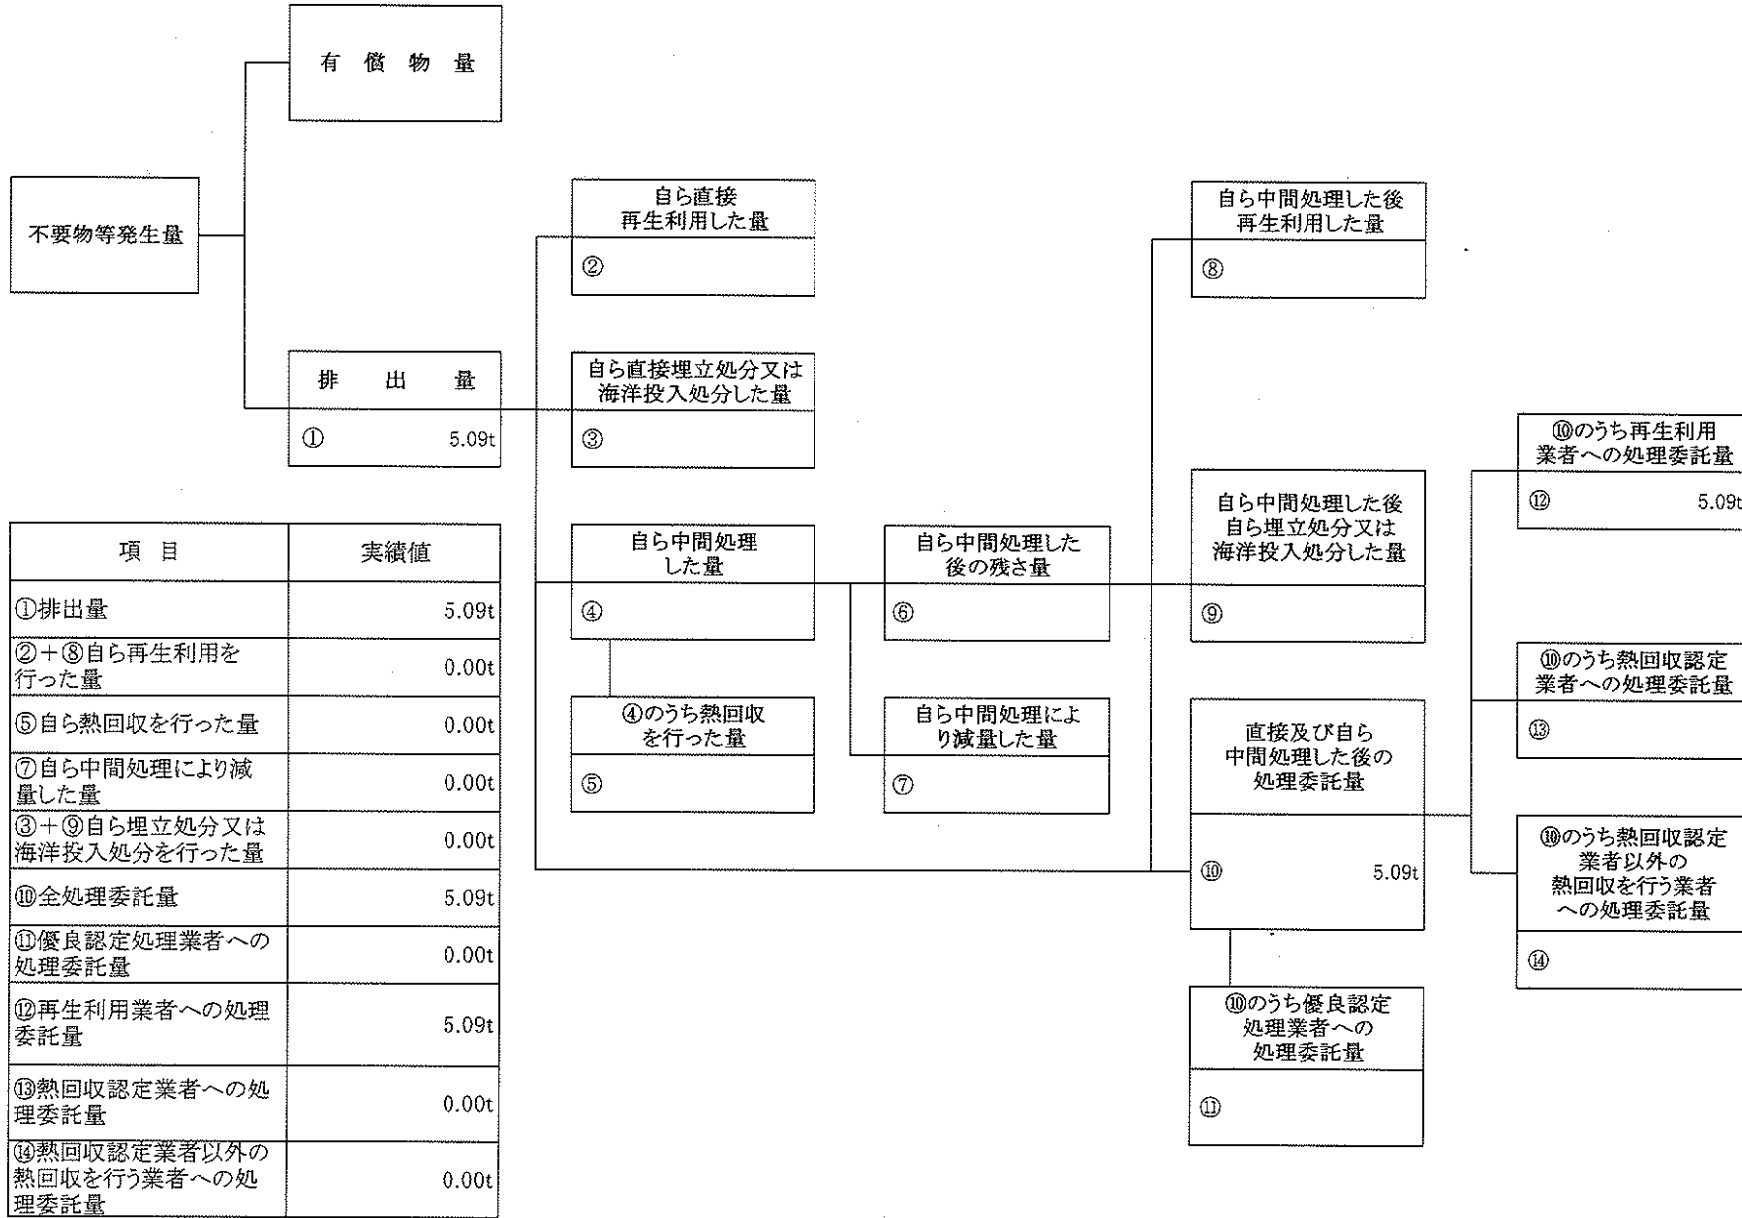 有 償 物 量
不要物等発生量
排 出 量
① 5.09t
自ら直接
再生利用した量
②
自ら直接埋立処分又は
海洋投入処分した量
③
自ら中間処理
した量
④
④のうち熱回収
を行った量
⑤
自ら中間処理した
後の残さ量
⑥
自ら中間処理によ
り減量した量
⑦
自ら中間処理した後
再生利用した量
⑧
自ら中間処理した後
自ら埋立処分又は
海洋投入処分した量
⑨
直接及び自ら
中間処理した後の
処理委託量
⑩ 5.09t
⑩のうち優良認定
処理業者への
処理委託量
⑪
⑩のうち再生利用
業者への処理委託量
⑫ 5.09t
⑩のうち熱回収認定
業者への処理委託量
⑬
⑩のうち熱回収認定
業者以外の
熱回収を行う業者
への処理委託量
⑭
項 目 実績値
①排出量 5.09t
②+⑧自ら再生利用を
行った量 0.00t
⑤自ら熱回収を行った量 0.00t
⑦自ら中間処理により減
量した量 0.00t
③+⑨自ら埋立処分又は
海洋投入処分を行った量 0.00t
⑩全処理委託量 5.09t
⑪優良認定処理業者への
処理委託量 0.00t
⑫再生利用業者への処理
委託量 5.09t
⑬熱回収認定業者への処
理委託量 0.00t
⑭熱回収認定業者以外の
熱回収を行う業者への処
理委託量 0.00t